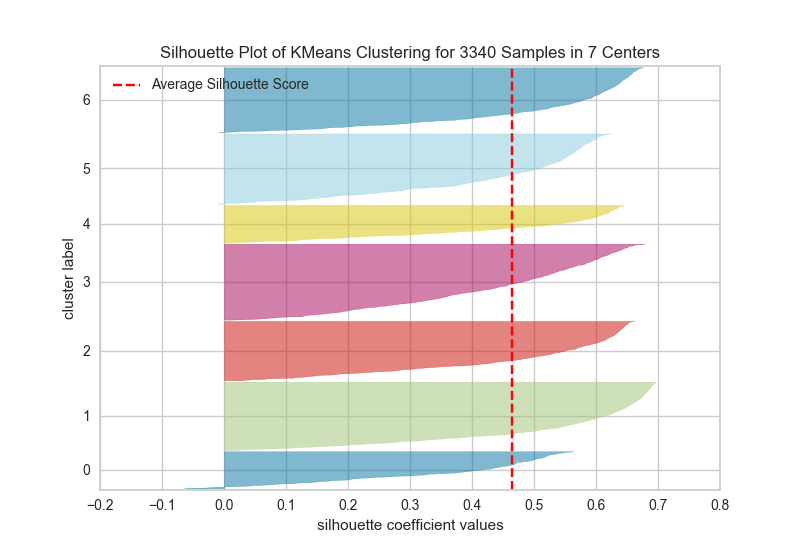 Silhouette Plot of KMeans Clustering for 3340 Samples in 7 Centers
Average Silhouette Score
6
5
4
3
2
1
0
cluster label
−0.2 −0.1 0.0 0.1 0.2 0.3 0.4 0.5 0.6 0.7 0.8
silhouette coefficient values